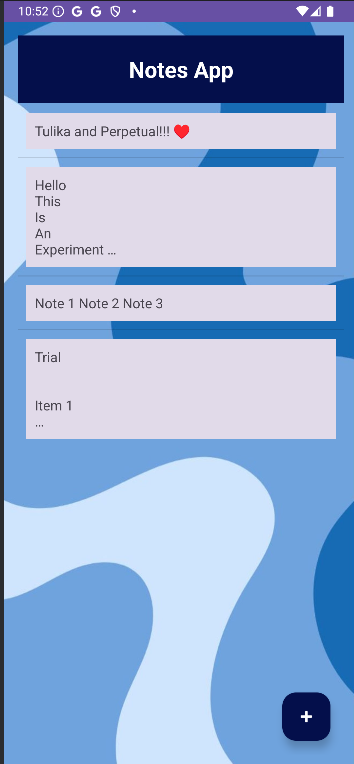 10:52
Notes App
Tulika and Perpetual!!! ❤️
Hello
This
Is
An
Experiment ...
Note 1 Note 2 Note 3
Trial
Item 1
...
+